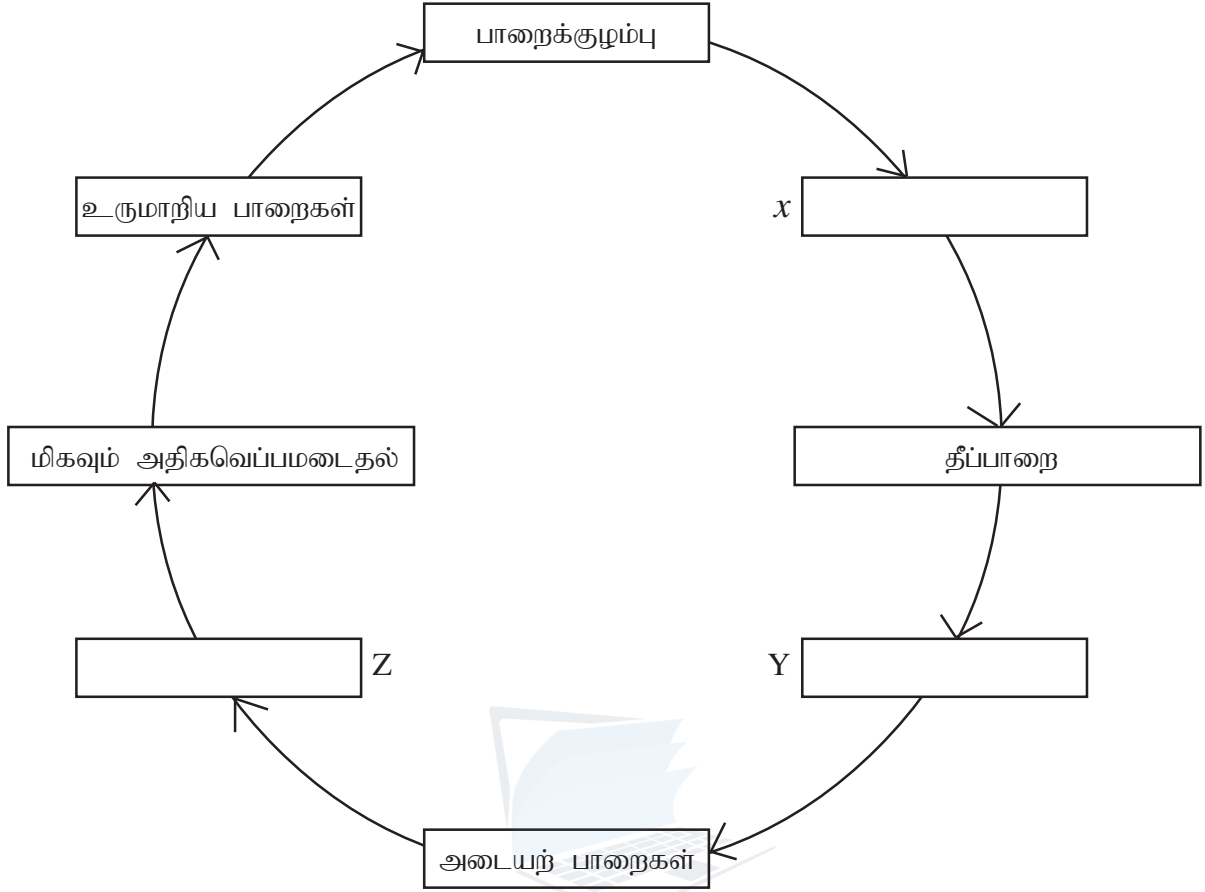 பாறைக்குழம்பு
உருமாறிய பாறைகள்
x
மிகவும் அதிகவெப்பமடைதல்
தீப்பாறை
Z
Y
அடையற் பாறைகள்